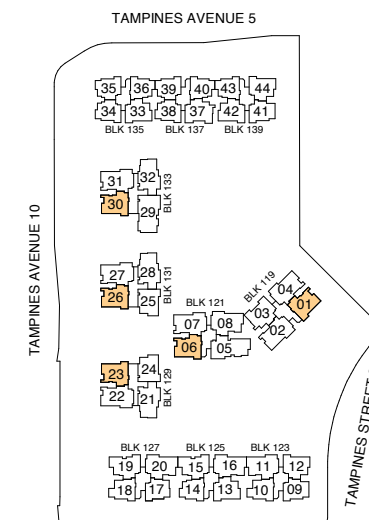 TAMPINES AVENUE 5
35 36 39 40 43 44
34 33 38 37 42 41
BLK 135 BLK 137 BLK 139
31 32
30 29
BLK 133
TAMPINES AVENUE 10
27 28
26 25
BLK 131
BLK 119
04 01
03 02
BLK 121
07 08
06 05
23 24
22 21
BLK 129
BLK 127 BLK 125 BLK 123
19 20 15 16 11 12
18 17 14 13 10 09
TAMPINES STREET